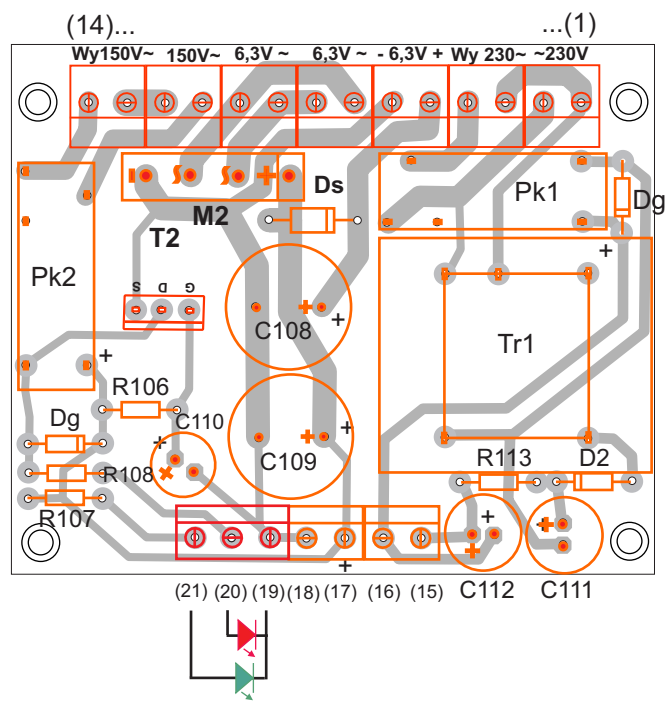 (14)... ...(1)
Wy150V~ 150V~ 6,3V ~ 6,3V ~ - 6,3V + Wy 230~ ~230V
Ds
Pk1
Dg
M2
T2
+
Pk2
S D G
C108
+
Tr1
+
R106
C110
+
+
Dg
C109
R108
R113 D2
R107
+
+
C112 C111
(21) (20) (19) (18) (17) (16) (15)